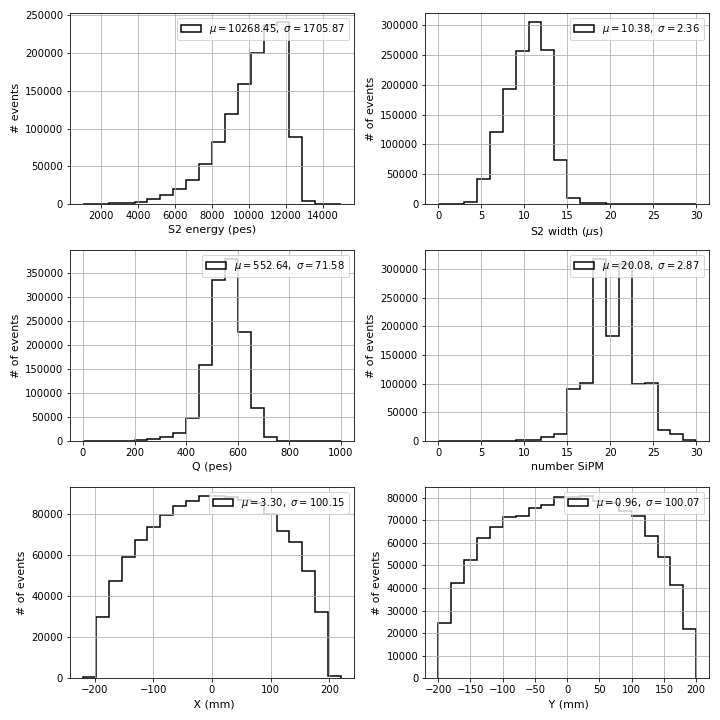 250000
200000
150000
100000
50000
0
# events
μ = 10268.45, σ = 1705.87
2000 4000 6000 8000 10000 12000 14000
S2 energy (pes)
300000
250000
200000
150000
100000
50000
0
# of events
μ = 10.38, σ = 2.36
0 5 10 15 20 25 30
S2 width (μs)
350000
300000
250000
200000
150000
100000
50000
0
# of events
μ = 552.64, σ = 71.58
0 200 400 600 800 1000
Q (pes)
300000
250000
200000
150000
100000
50000
0
# of events
μ = 20.08, σ = 2.87
0 5 10 15 20 25 30
number SiPM
80000
60000
40000
20000
0
# of events
μ = 3.30, σ = 100.15
−200 −100 0 100 200
X (mm)
80000
70000
60000
50000
40000
30000
20000
10000
0
# of events
μ = 0.96, σ = 100.07
−200 −150 −100 −50 0 50 100 150 200
Y (mm)